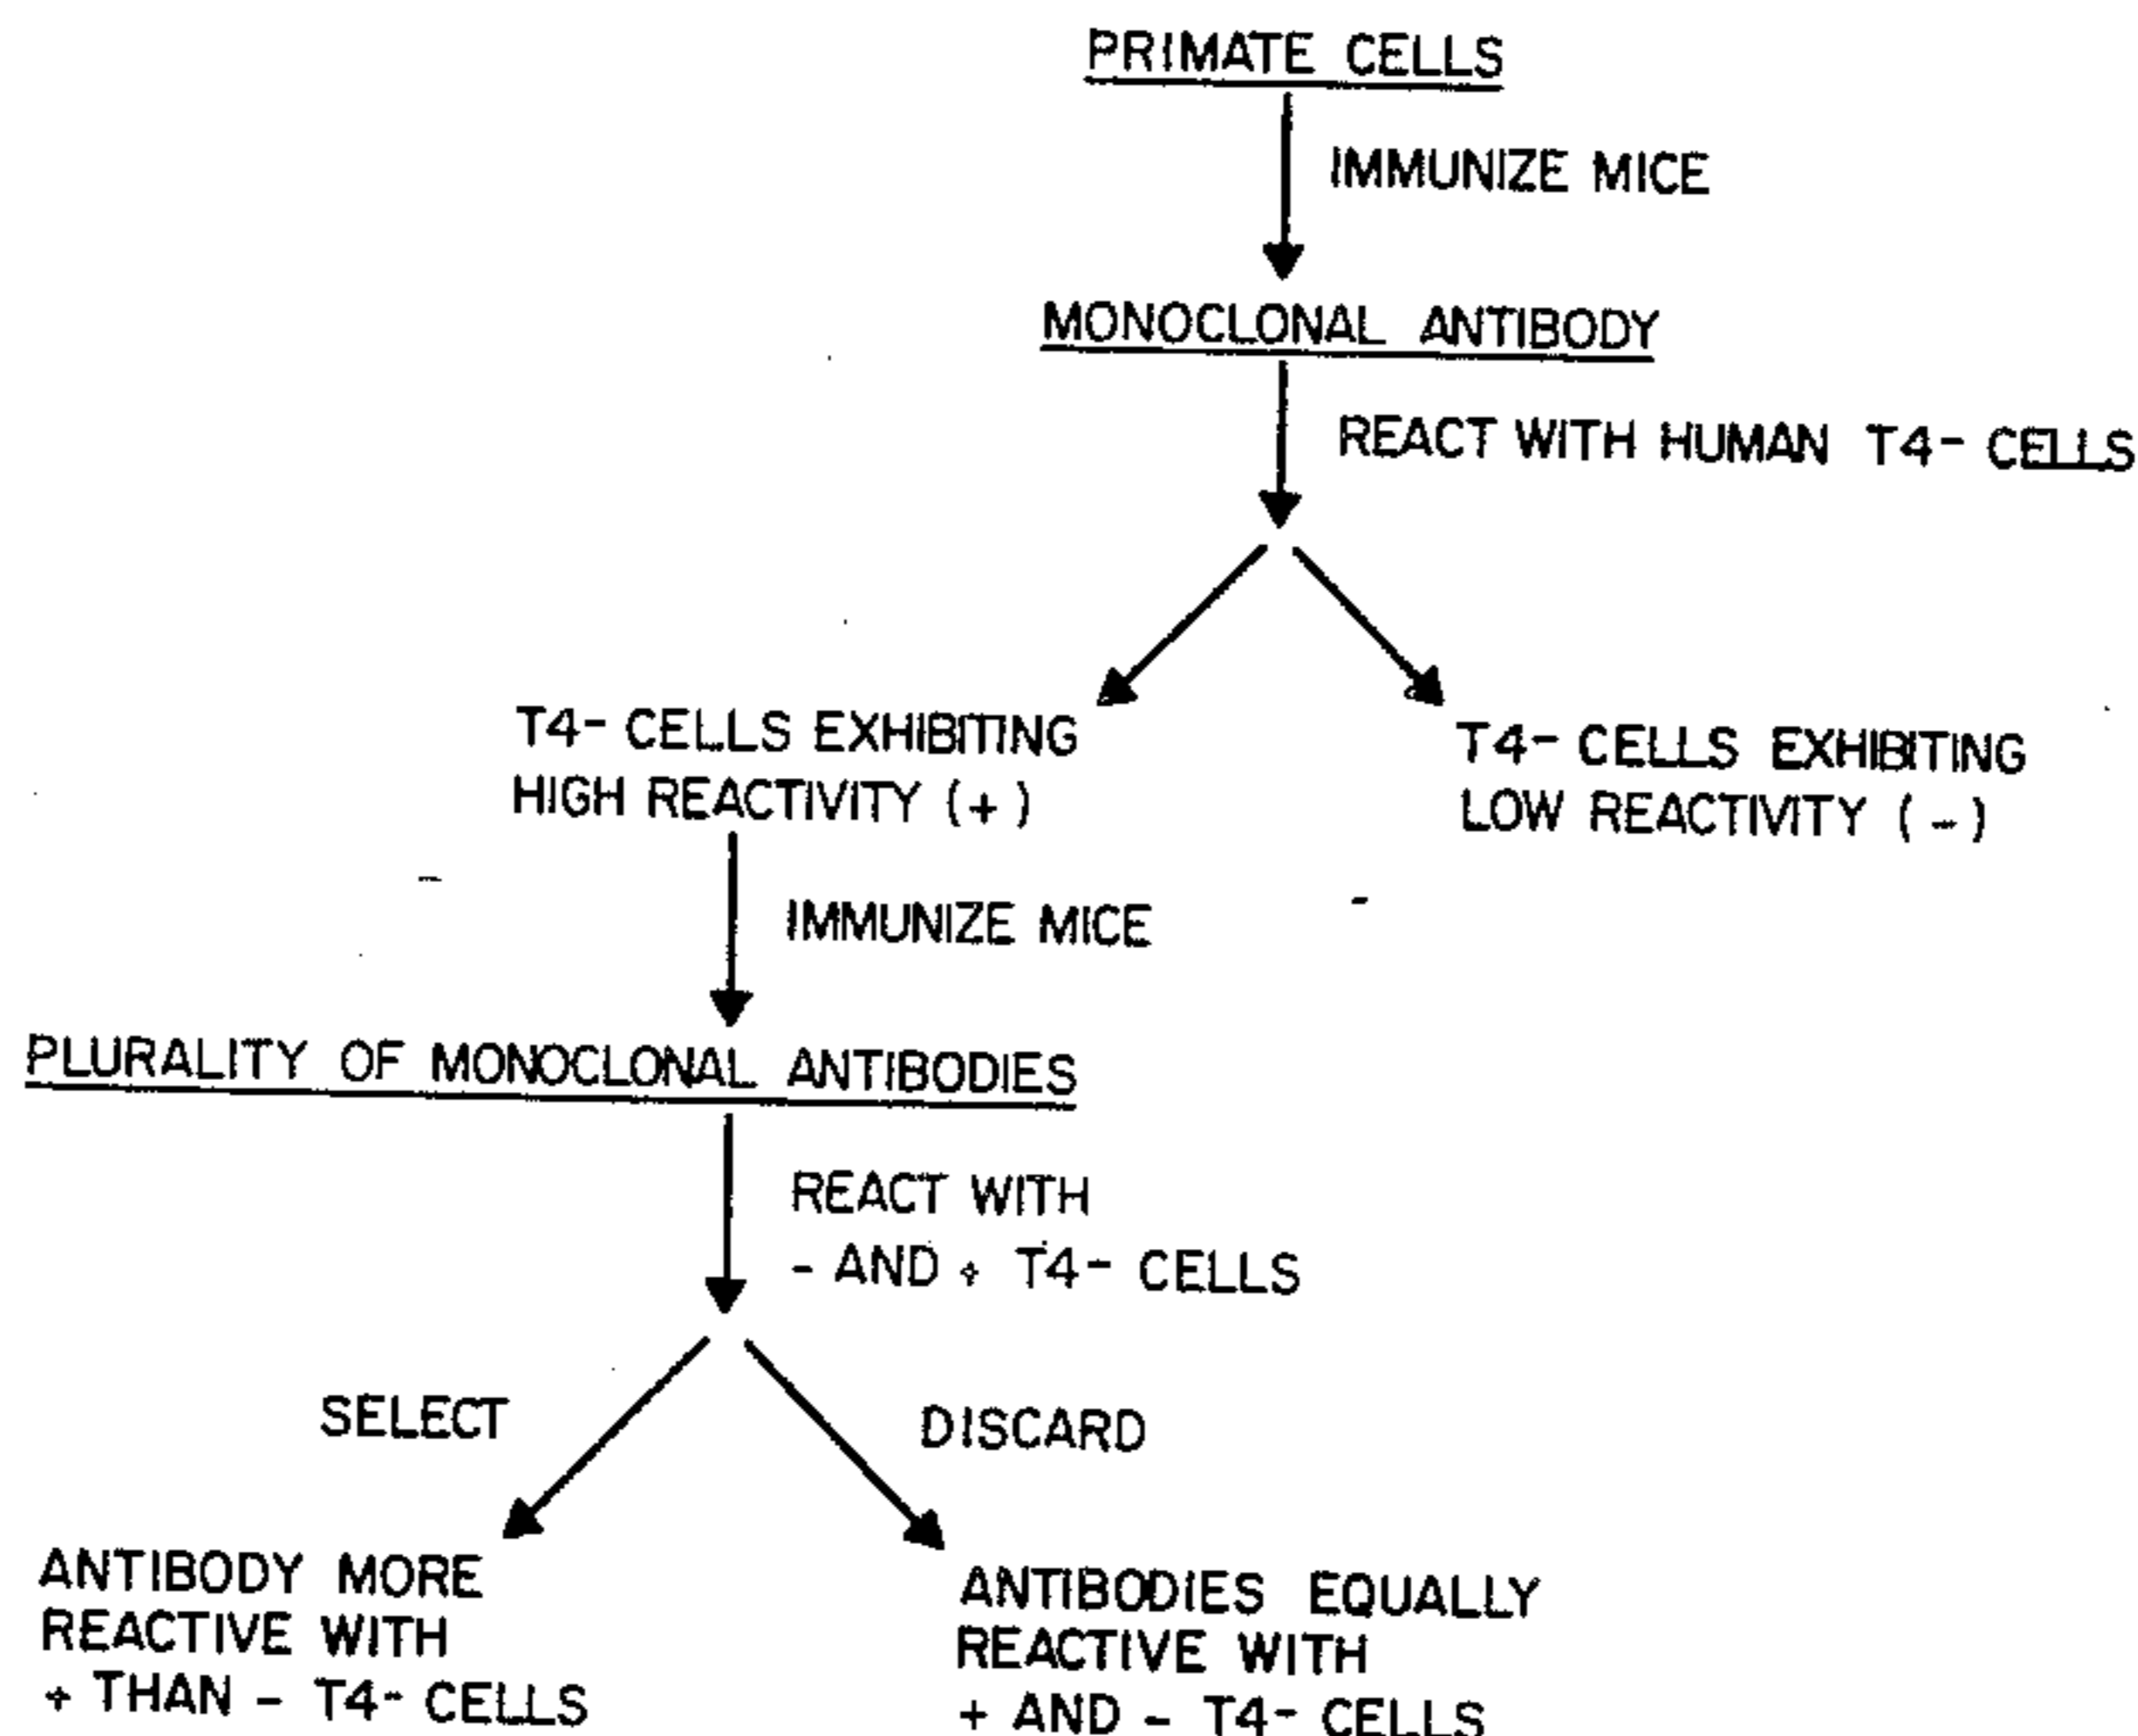 PRIMATE CELLS
IMMUNIZE MICE
MONOCLONAL ANTIBODY
REACT WITH HUMAN T4- CELLS
T4- CELLS EXHIBITING
HIGH REACTIVITY (+)
T4- CELLS EXHIBITING
LOW REACTIVITY (-)
IMMUNIZE MICE
PLURALITY OF MONOCLONAL ANTIBODIES
REACT WITH
- AND + T4- CELLS
SELECT
DISCARD
ANTIBODY MORE
REACTIVE WITH
+ THAN - T4- CELLS
ANTIBODIES EQUALLY
REACTIVE WITH
+ AND - T4- CELLS